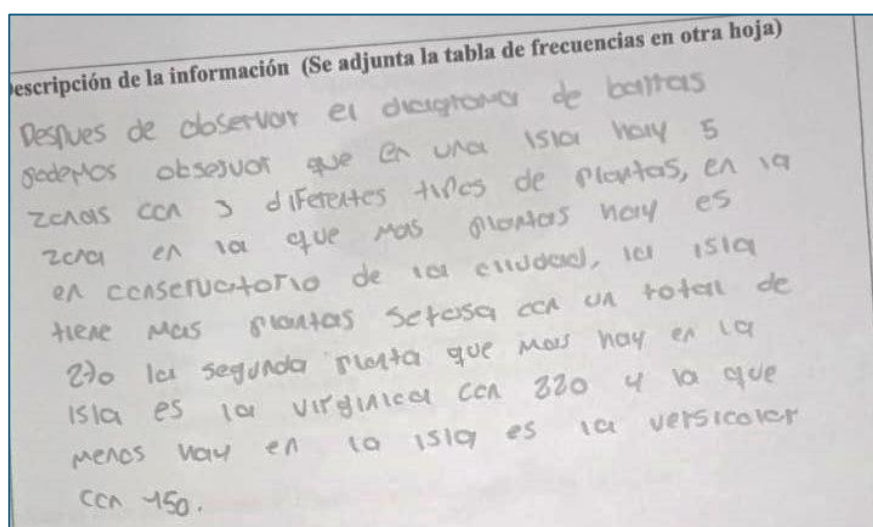 escripción de la información (Se adjunta la tabla de frecuencias en otra hoja)
Despues de observar el diagrama de barras
podemos observar que en una isla hay 5
zonas con 3 diferentes tipos de plantas, en la
zona en la que mas plantas hay es
en conservatorio de la ciudad, la isla
tiene mas plantas setosa con un total de
270 la segunda planta que mas hay en la
isla es la virginica con 220 y la que
menos hay en la isla es la versicolor
con 150.